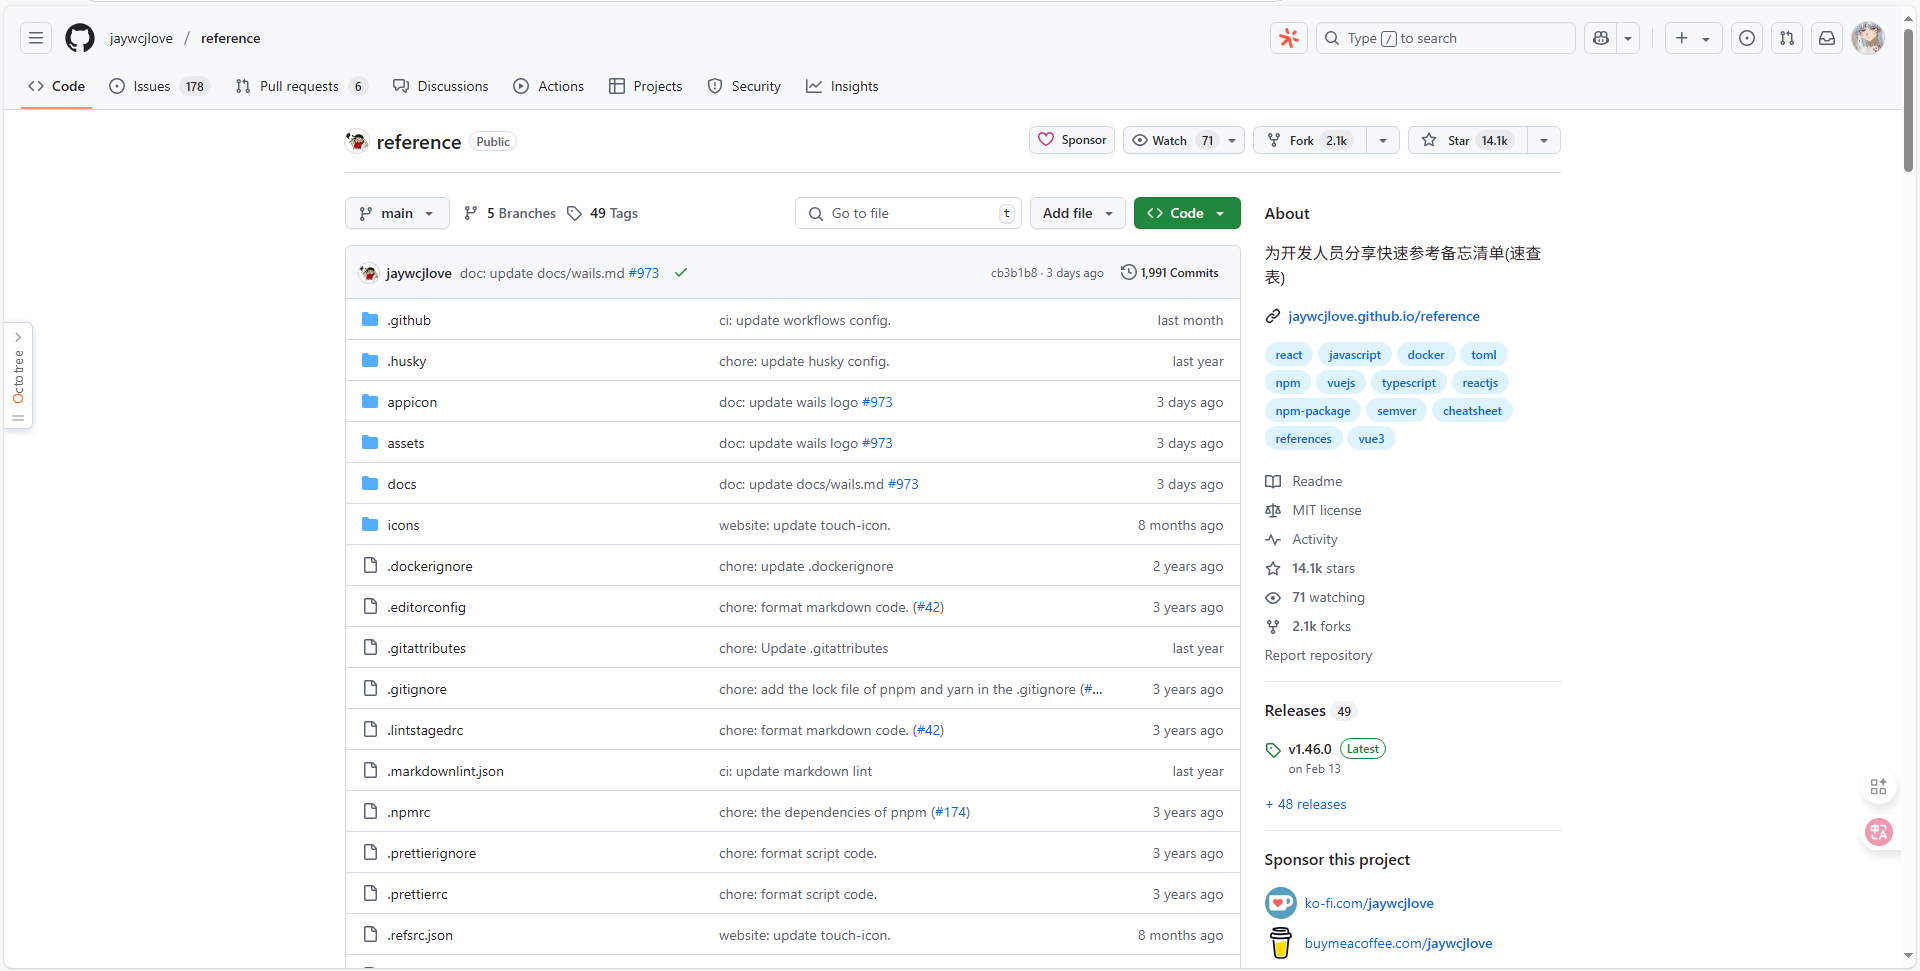 jaywcjlove / reference
Type / to search
Code Issues 178 Pull requests 6 Discussions Actions Projects Security Insights
reference Public
Sponsor Watch 71 Fork 2.1k Star 14.1k
main 5 Branches 49 Tags
Go to file t Add file Code
jaywcjlove doc: update docs/wails.md #973 cb3b1b8 · 3 days ago 1,991 Commits
.github ci: update workflows config. last month
.husky chore: update husky config. last year
appicon doc: update wails logo #973 3 days ago
assets doc: update wails logo #973 3 days ago
docs doc: update docs/wails.md #973 3 days ago
icons website: update touch-icon. 8 months ago
.dockerignore chore: update .dockerignore 2 years ago
.editorconfig chore: format markdown code. (#42) 3 years ago
.gitattributes chore: Update .gitattributes last year
.gitignore chore: add the lock file of pnpm and yarn in the .gitignore (#... 3 years ago
.lintstagedrc chore: format markdown code. (#42) 3 years ago
.markdownlint.json ci: update markdown lint last year
.npmrc chore: the dependencies of pnpm (#174) 3 years ago
.prettierignore chore: format script code. 3 years ago
.prettierrc chore: format script code. 3 years ago
.refsrc.json website: update touch-icon. 8 months ago
About
为开发人员分享快速参考备忘清单(速查
表)
jaywcjlove.github.io/reference
react javascript docker toml
npm vuejs typescript reactjs
npm-package semver cheatsheet
references vue3
Readme
MIT license
Activity
14.1k stars
71 watching
2.1k forks
Report repository
Releases 49
v1.46.0 Latest
on Feb 13
+ 48 releases
Sponsor this project
ko-fi.com/jaywcjlove
buymeacoffee.com/jaywcjlove
Octotree
中A